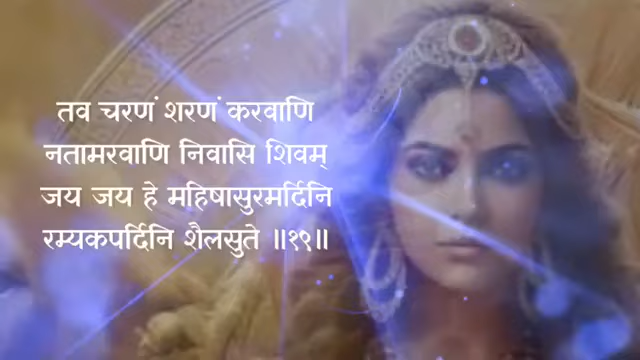 तव चरणं शरणं करवाणि
नतामरवाणि निवासि शिवम्
जय जय हे महिषासुरमर्दिनि
रम्यकपर्दिनि शैलसुते ॥१९॥